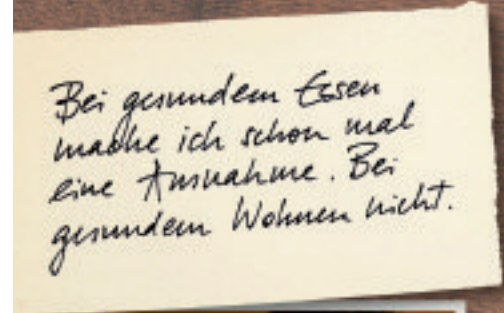 Bei gesundem Essen
mache ich schon mal
eine Ausnahme. Bei
gesundem Wohnen nicht.